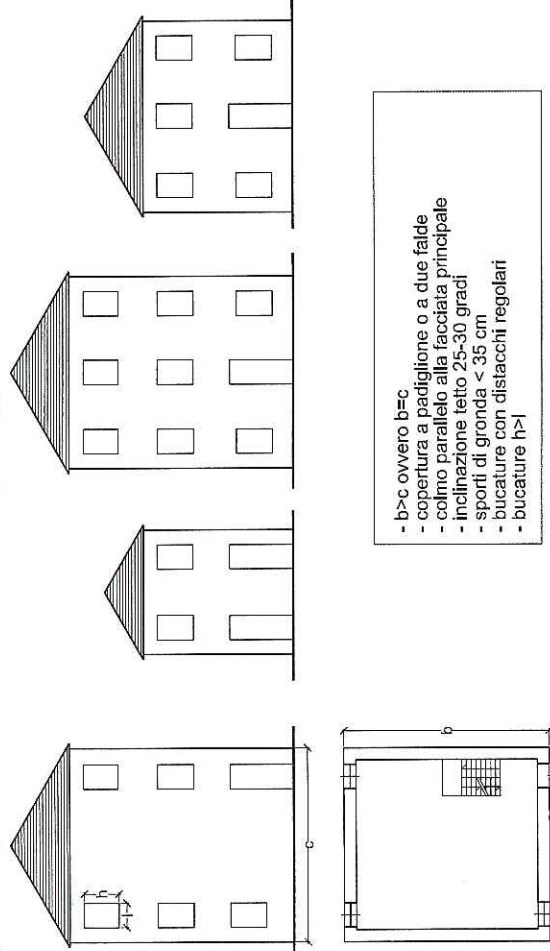 h
l
c
b
- b>c ovvero b=c
- copertura a padiglione o a due falde
- colmo parallelo alla facciata principale
- inclinazione tetto 25-30 gradi
- sporti di gronda < 35 cm
- bucature con distacchi regolari
- bucature h>l